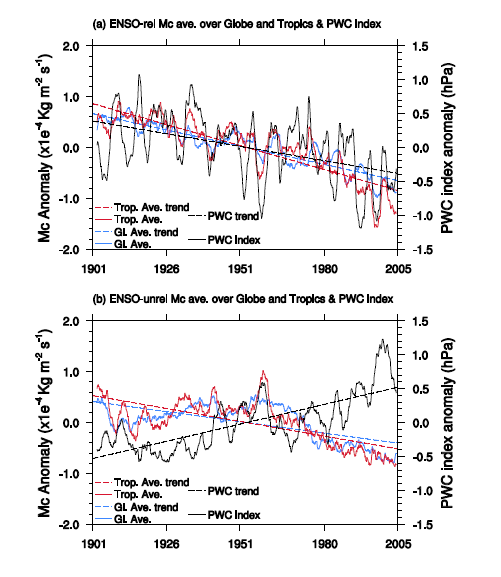 (a) ENSO-rel Mc ave. over Globe and Tropics & PWC Index
Mc Anomaly (x1e⁻⁴ Kg m⁻² s⁻¹)
2.0
1.0
0.0
-1.0
-2.0
1.5
1.0
0.5
0.0
-0.5
-1.0
-1.5
PWC index anomaly (hPa)
Trop. Ave. trend
Trop. Ave.
Gl. Ave. trend
Gl. Ave.
PWC trend
PWC Index
1901 1926 1951 1980 2005
(b) ENSO-unrel Mc ave. over Globe and Tropics & PWC Index
Mc Anomaly (x1e⁻⁴ Kg m⁻² s⁻¹)
2.0
1.0
0.0
-1.0
-2.0
1.5
1.0
0.5
0.0
-0.5
-1.0
-1.5
PWC index anomaly (hPa)
Trop. Ave. trend
Trop. Ave.
Gl. Ave. trend
Gl. Ave.
PWC trend
PWC Index
1901 1926 1951 1980 2005